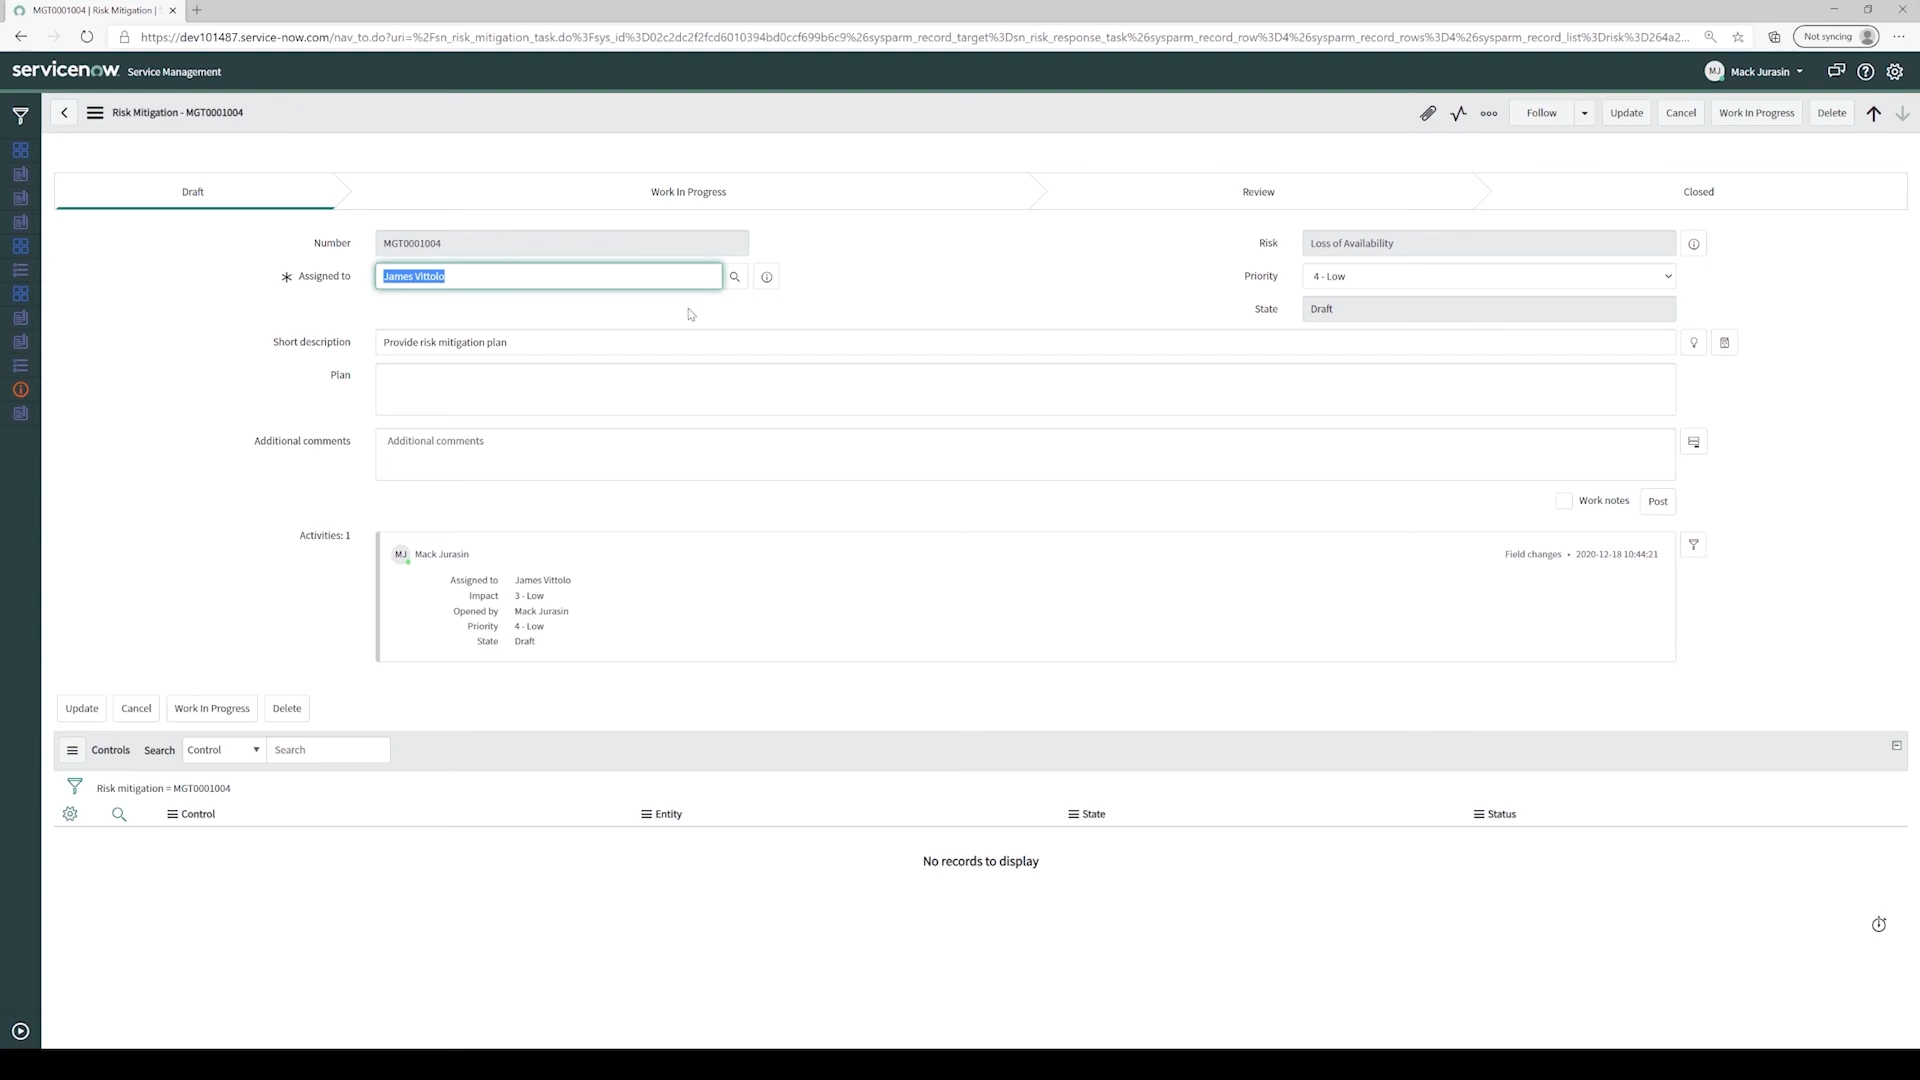 MGT0001004 | Risk Mitigation | S
https://dev101487.service-now.com/nav_to.do?uri=%2Fsn_risk_mitigation_task.do%3Fsys_id%3D02c2dc2f2fcd6010394bd0ccf699b6c9%26sysparm_record_target%3Dsn_risk_response_task%26sysparm_record_row%3D4%26sysparm_record_rows%3D4%26sysparm_record_list%3Drisk%3D264a2...
Not syncing
servicenow. Service Management
MJ Mack Jurasin
Risk Mitigation - MGT0001004
Follow Update Cancel Work In Progress Delete
Draft Work In Progress Review Closed
Number MGT0001004 Risk Loss of Availability
Assigned to James Vittolo Priority 4 - Low
State Draft
Short description Provide risk mitigation plan
Plan
Additional comments Additional comments
Work notes Post
Activities: 1
MJ Mack Jurasin Field changes • 2020-12-18 10:44:21
Assigned to James Vittolo
Impact 3 - Low
Opened by Mack Jurasin
Priority 4 - Low
State Draft
Update Cancel Work In Progress Delete
Controls Search Control Search
Risk mitigation = MGT0001004
Control Entity State Status
No records to display